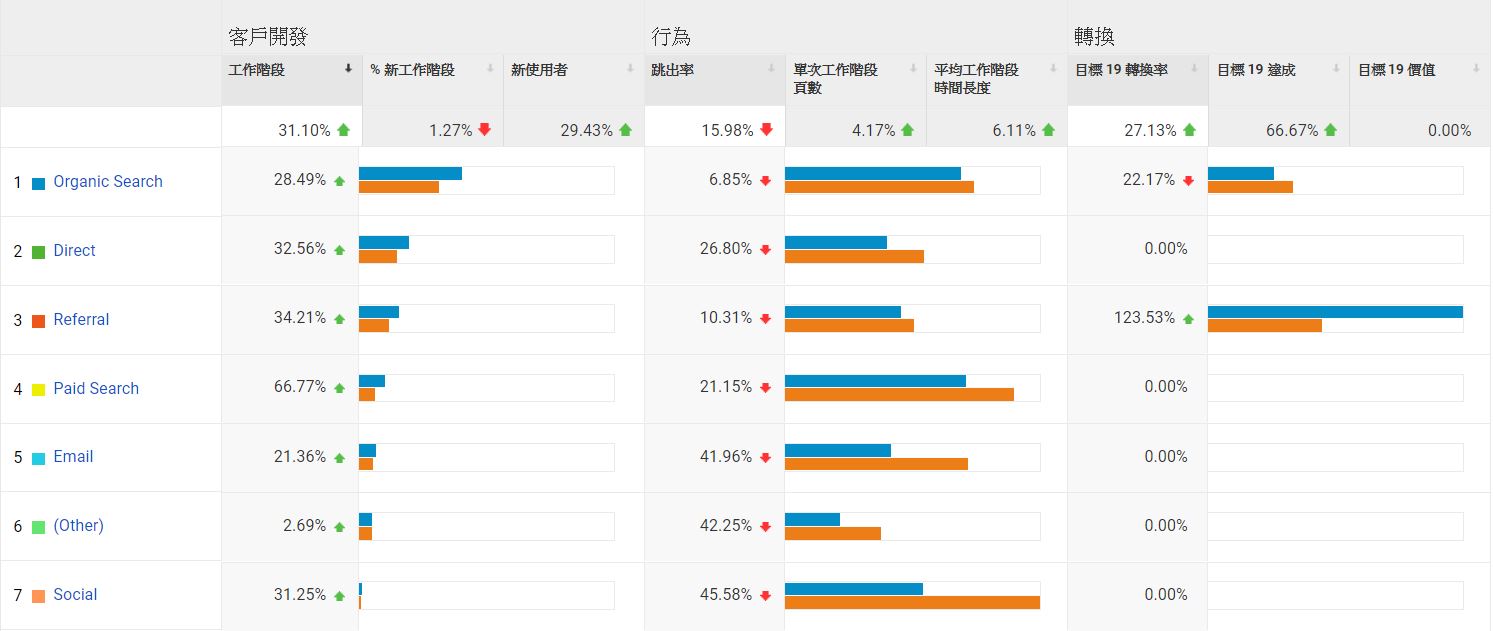 客戶開發 行為 轉換
工作階段 % 新工作階段 新使用者 跳出率 單次工作階段 平均工作階段 目標 19 轉換率 目標 19 達成 目標 19 價值
頁數 時間長度
31.10% 1.27% 29.43% 15.98% 4.17% 6.11% 27.13% 66.67% 0.00%
1 Organic Search 28.49% 6.85% 22.17%
2 Direct 32.56% 26.80% 0.00%
3 Referral 34.21% 10.31% 123.53%
4 Paid Search 66.77% 21.15% 0.00%
5 Email 21.36% 41.96% 0.00%
6 (Other) 2.69% 42.25% 0.00%
7 Social 31.25% 45.58% 0.00%